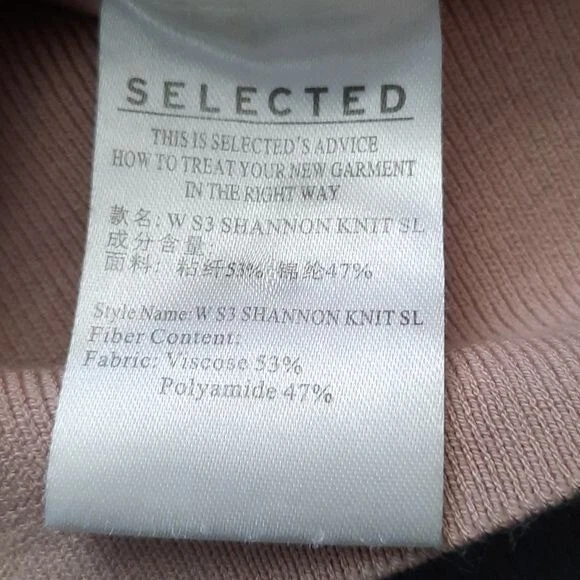 SELECTED
THIS IS SELECTED'S ADVICE
HOW TO TREAT YOUR NEW GARMENT
IN THE RIGHT WAY
款名: W S3 SHANNON KNIT SL
成分含量:
面料: 粘纤53% 锦纶47%
Style Name: W S3 SHANNON KNIT SL
Fiber Content:
Fabric: Viscose 53%
Polyamide 47%